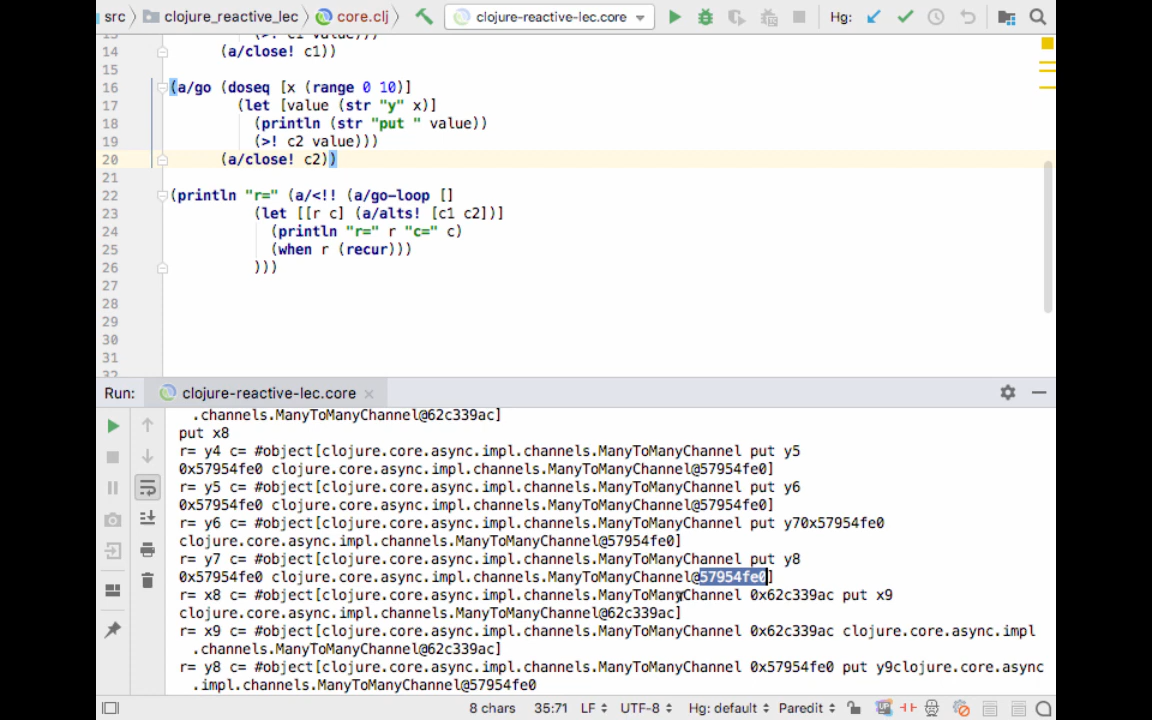 src clojure_reactive_lec core.clj clojure-reactive-lec.core Hg:
14 (a/close! c1))
15
16 (a/go (doseq [x (range 0 10)]
17 (let [value (str "y" x)]
18 (println (str "put " value))
19 (>! c2 value)))
20 (a/close! c2))
21
22 (println "r=" (a/<!! (a/go-loop []
23 (let [[r c] (a/alts! [c1 c2])]
24 (println "r=" r "c=" c)
25 (when r (recur)))
26 )))
27
28
29
30
31
Run: clojure-reactive-lec.core
.channels.ManyToManyChannel@62c339ac]
put x8
r= y4 c= #object[clojure.core.async.impl.channels.ManyToManyChannel put y5
0x57954fe0 clojure.core.async.impl.channels.ManyToManyChannel@57954fe0]
r= y5 c= #object[clojure.core.async.impl.channels.ManyToManyChannel put y6
0x57954fe0 clojure.core.async.impl.channels.ManyToManyChannel@57954fe0]
r= y6 c= #object[clojure.core.async.impl.channels.ManyToManyChannel put y70x57954fe0
clojure.core.async.impl.channels.ManyToManyChannel@57954fe0]
r= y7 c= #object[clojure.core.async.impl.channels.ManyToManyChannel put y8
0x57954fe0 clojure.core.async.impl.channels.ManyToManyChannel@57954fe0]
r= x8 c= #object[clojure.core.async.impl.channels.ManyToManyChannel 0x62c339ac put x9
clojure.core.async.impl.channels.ManyToManyChannel@62c339ac]
r= x9 c= #object[clojure.core.async.impl.channels.ManyToManyChannel 0x62c339ac clojure.core.async.impl
.channels.ManyToManyChannel@62c339ac]
r= y8 c= #object[clojure.core.async.impl.channels.ManyToManyChannel 0x57954fe0 put y9clojure.core.async
.impl.channels.ManyToManyChannel@57954fe0
8 chars 35:71 LF UTF-8 Hg: default Paredit